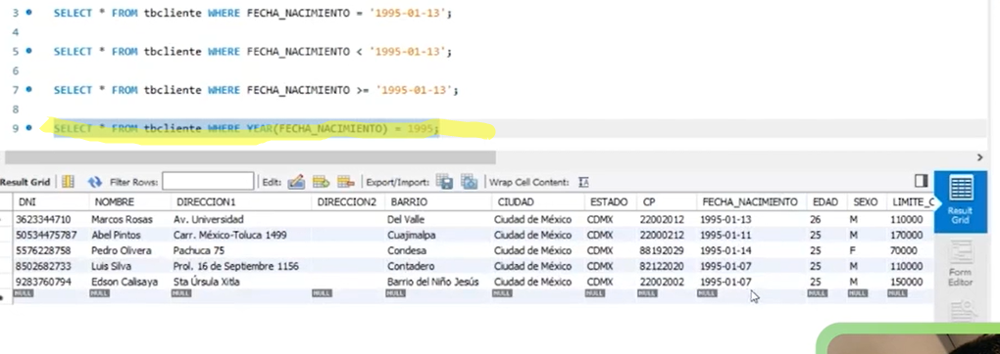 3 SELECT * FROM tbcliente WHERE FECHA_NACIMIENTO = '1995-01-13';
4
5 SELECT * FROM tbcliente WHERE FECHA_NACIMIENTO < '1995-01-13';
6
7 SELECT * FROM tbcliente WHERE FECHA_NACIMIENTO >= '1995-01-13';
8
9 SELECT * FROM tbcliente WHERE YEAR(FECHA_NACIMIENTO) = 1995;
Result Grid Filter Rows: Edit: Export/Import: Wrap Cell Content:
DNI NOMBRE DIRECCION1 DIRECCION2 BARRIO CIUDAD ESTADO CP FECHA_NACIMIENTO EDAD SEXO LIMITE_C
3623344710 Marcos Rosas Av. Universidad Del Valle Ciudad de México CDMX 22002012 1995-01-13 26 M 110000
50534475787 Abel Pintos Carr. México-Toluca 1499 Cuajimalpa Ciudad de México CDMX 22000212 1995-01-11 25 M 170000
5576228758 Pedro Olivera Pachuca 75 Condesa Ciudad de México CDMX 88192029 1995-01-14 25 F 70000
8502682733 Luis Silva Prol. 16 de Septiembre 1156 Contadero Ciudad de México CDMX 82122020 1995-01-07 25 M 110000
9283760794 Edson Calisaya Sta Úrsula Xitla Barrio del Niño Jesús Ciudad de México CDMX 22002002 1995-01-07 25 M 150000
NULL NULL NULL NULL NULL NULL NULL NULL NULL NULL NULL NULL
Result
Grid
Form
Editor